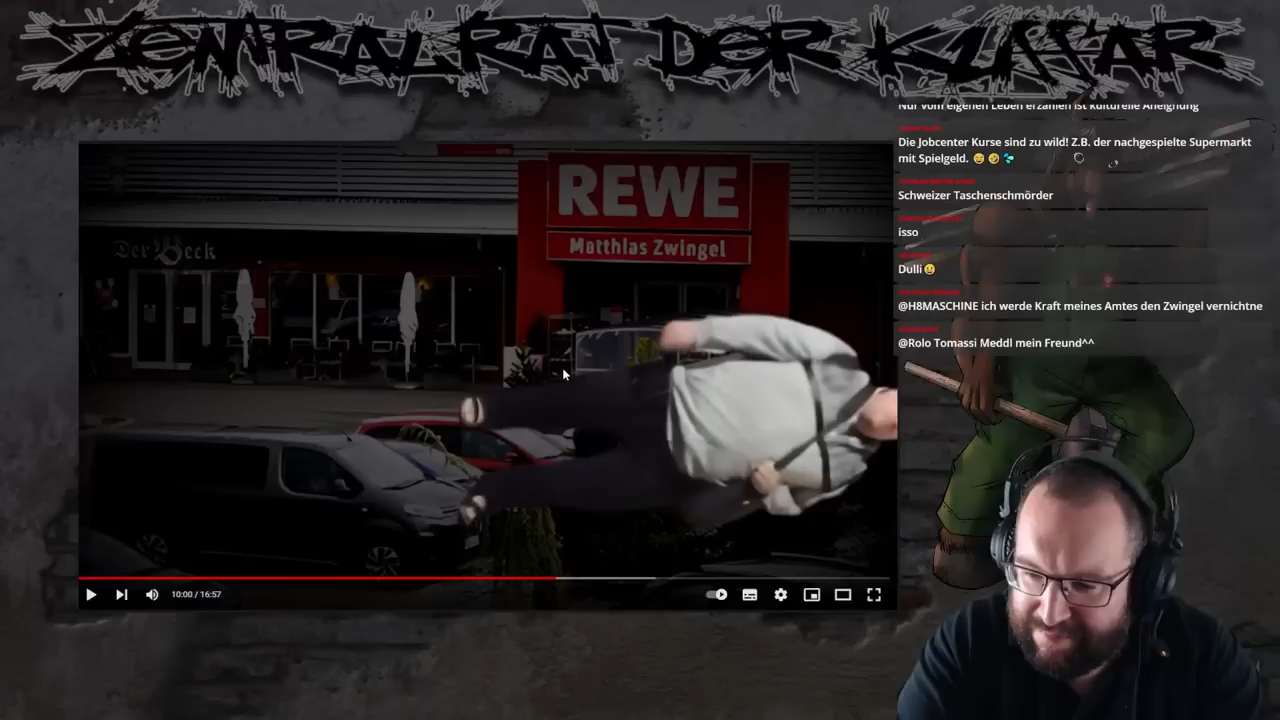 ZENTRALRAT DER KUFFAR
Nur vom eigenen Leben erzählen ist kulturelle Aneignung
Die Jobcenter Kurse sind zu wild! Z.B. der nachgespielte Supermarkt
mit Spielgeld. 😅🤣💦
Schweizer Taschenschmörder
isso
Dulli😢
@H8MASCHINE ich werde Kraft meines Amtes den Zwingel vernichtne
@Rolo Tomassi Meddl mein Freund^^
REWE
Matthias Zwingel
Der Beck
10:00 / 16:57